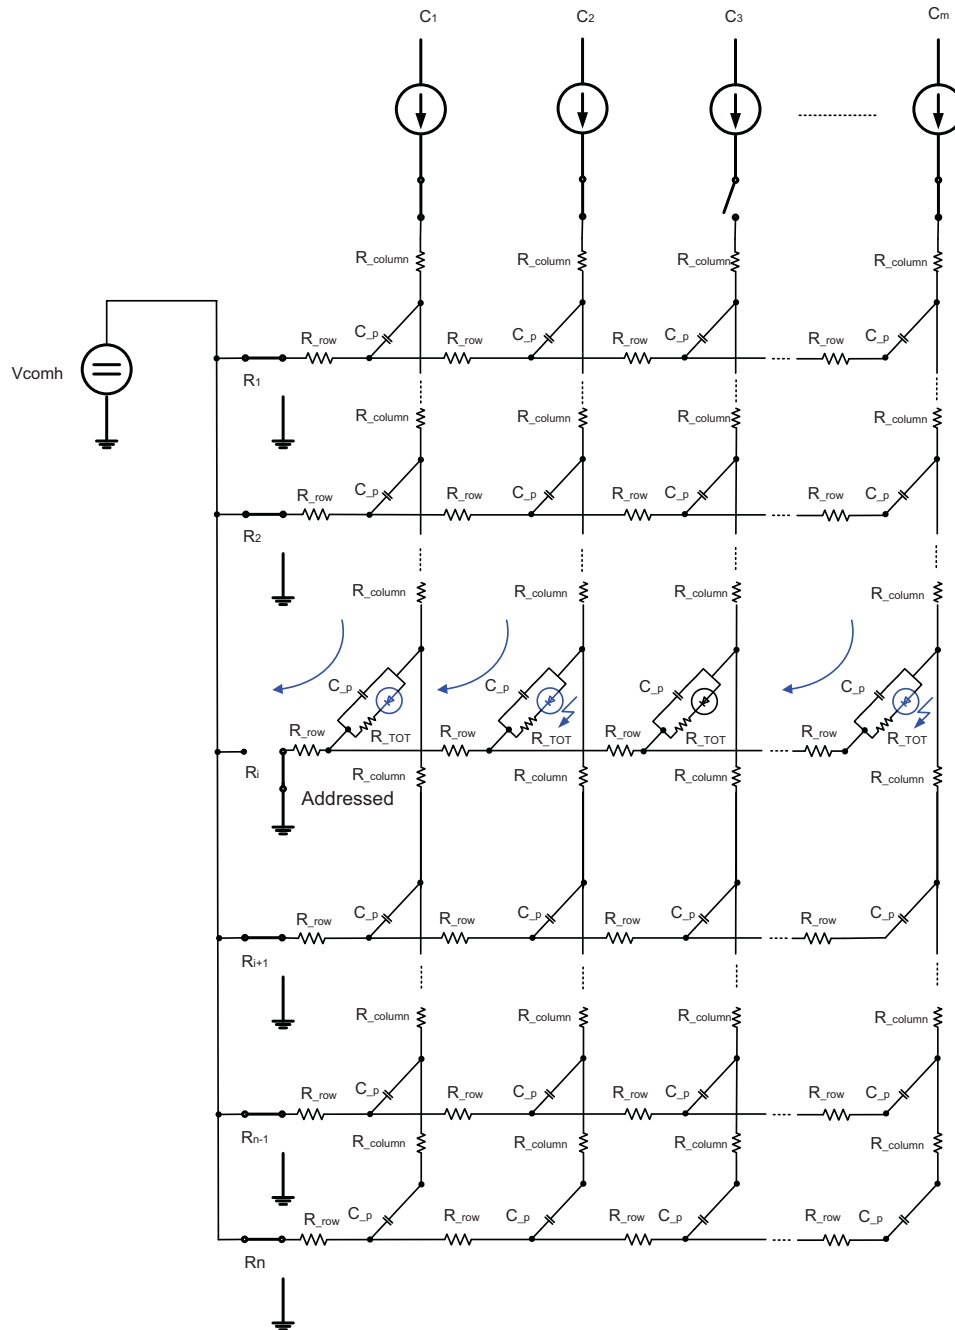 C1 C2 C3 Cm
R_column R_column R_column R_column
C_p C_p C_p C_p
R_row R_row R_row R_row
Vcomh
R1
R_column R_column R_column R_column
C_p C_p C_p C_p
R_row R_row R_row R_row
R2
R_column R_column R_column R_column
C_p C_p C_p C_p
R_row R_TOT R_row R_TOT R_row R_TOT R_row R_TOT
Ri
R_column R_column R_column R_column
Addressed
C_p C_p C_p C_p
R_row R_row R_row R_row
Ri+1
R_column R_column R_column R_column
C_p C_p C_p C_p
R_row R_row R_row R_row
Rn-1
R_column R_column R_column R_column
C_p C_p C_p C_p
R_row R_row R_row R_row
Rn